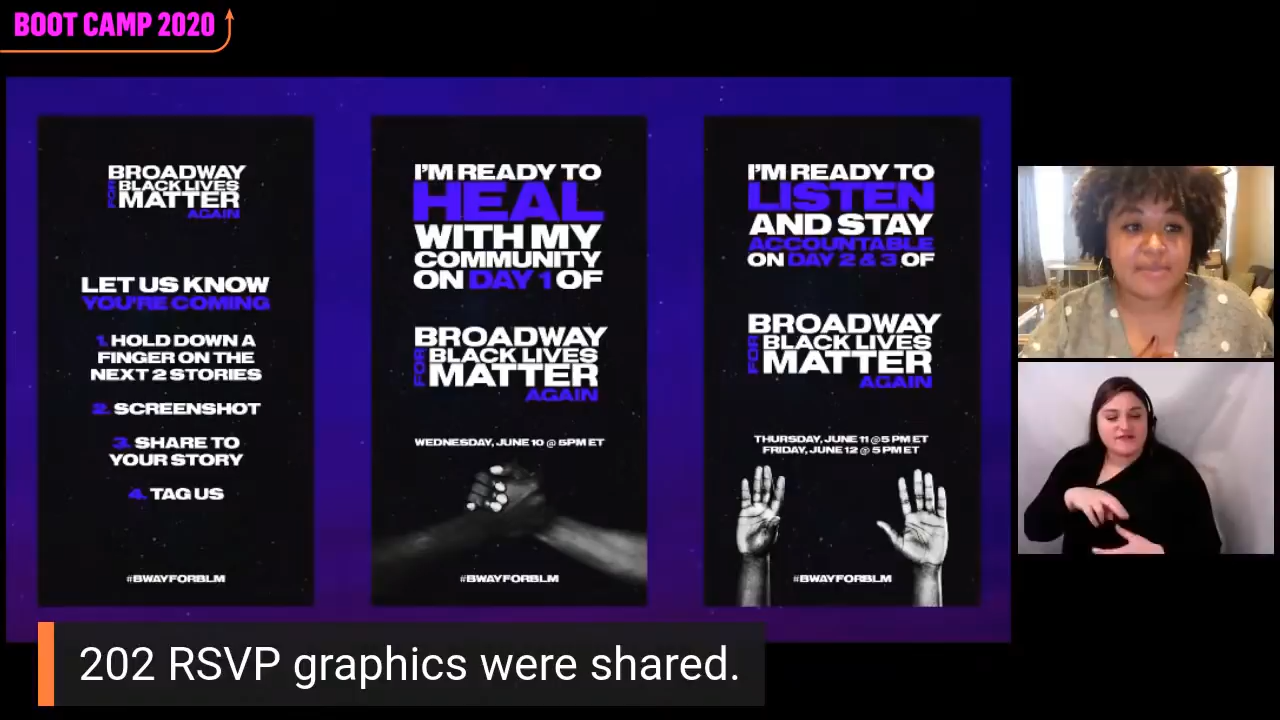 BOOT CAMP 2020
BROADWAY
FOR BLACK LIVES
MATTER
AGAIN
LET US KNOW
YOU'RE COMING
1. HOLD DOWN A
FINGER ON THE
NEXT 2 STORIES
2. SCREENSHOT
3. SHARE TO
YOUR STORY
4. TAG US
#BWAYFORBLM
I'M READY TO
HEAL
WITH MY
COMMUNITY
ON DAY 1 OF
BROADWAY
FOR BLACK LIVES
MATTER
AGAIN
WEDNESDAY, JUNE 10 @ 5PM ET
#BWAYFORBLM
I'M READY TO
LISTEN
AND STAY
ACCOUNTABLE
ON DAY 2 & 3 OF
BROADWAY
FOR BLACK LIVES
MATTER
AGAIN
THURSDAY, JUNE 11 @ 5 PM ET
FRIDAY, JUNE 12 @ 5 PM ET
#BWAYFORBLM
202 RSVP graphics were shared.